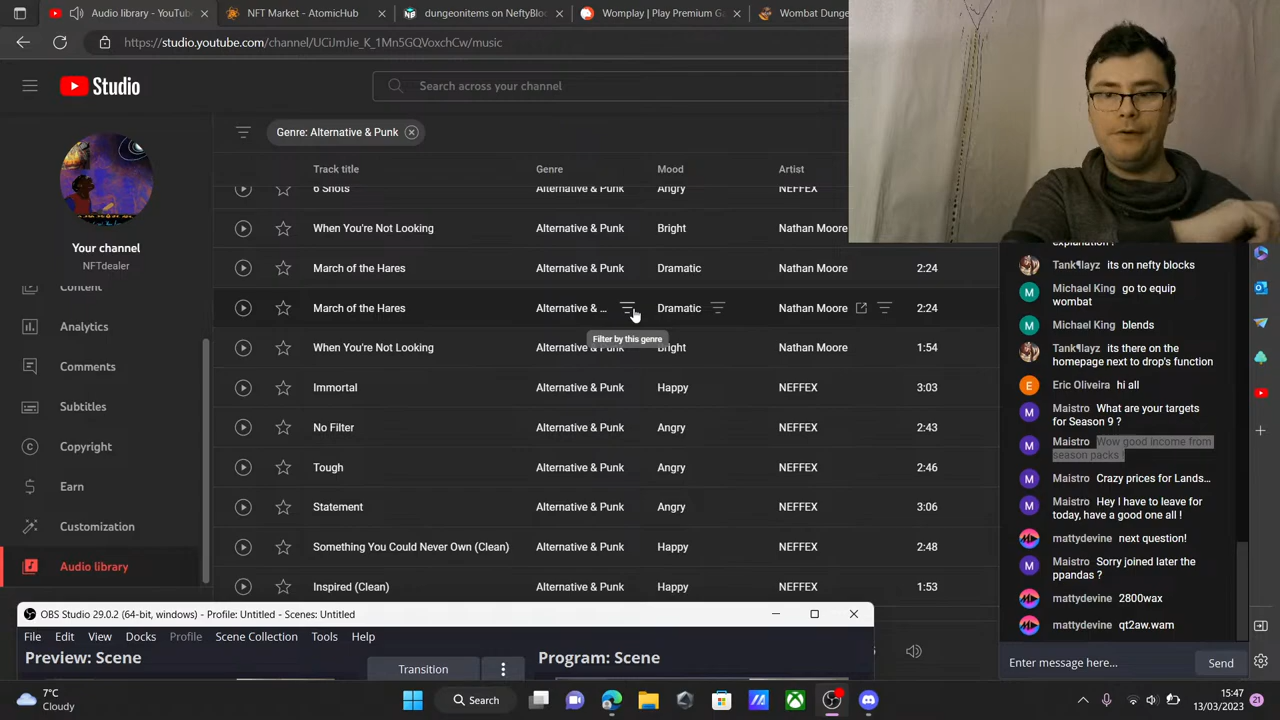 Audio library - YouTube
NFT Market - AtomicHub
dungeonitems on NeftyBlo
Womplay | Play Premium Ga
Wombat Dunge
https://studio.youtube.com/channel/UCiJmJie_K_1Mn5GQVoxchCw/music
Studio
Search across your channel
Your channel
NFTdealer
Content
Analytics
Comments
Subtitles
Copyright
Earn
Customization
Audio library
Genre: Alternative & Punk
Track title Genre Mood Artist
6 Shots Alternative & Punk Angry NEFFEX
When You're Not Looking Alternative & Punk Bright Nathan Moore
March of the Hares Alternative & Punk Dramatic Nathan Moore 2:24
March of the Hares Alternative & ... Dramatic Nathan Moore 2:24
Filter by this genre
When You're Not Looking Alternative & Punk Bright Nathan Moore 1:54
Immortal Alternative & Punk Happy NEFFEX 3:03
No Filter Alternative & Punk Angry NEFFEX 2:43
Tough Alternative & Punk Angry NEFFEX 2:46
Statement Alternative & Punk Angry NEFFEX 3:06
Something You Could Never Own (Clean) Alternative & Punk Happy NEFFEX 2:48
Inspired (Clean) Alternative & Punk Happy NEFFEX 1:53
explanation ?
Tank¶layz its on nefty blocks
Michael King go to equip
wombat
Michael King blends
Tank¶layz its there on the
homepage next to drop's function
Eric Oliveira hi all
Maistro What are your targets
for Season 9 ?
Maistro Wow good income from
season packs !
Maistro Crazy prices for Lands...
Maistro Hey I have to leave for
today, have a good one all !
mattydevine next question!
Maistro Sorry joined later the
ppandas ?
mattydevine 2800wax
mattydevine qt2aw.wam
Enter message here...
Send
OBS Studio 29.0.2 (64-bit, windows) - Profile: Untitled - Scenes: Untitled
File Edit View Docks Profile Scene Collection Tools Help
Preview: Scene
Transition
Program: Scene
7°C
Cloudy
Search
15:47
13/03/2023
21